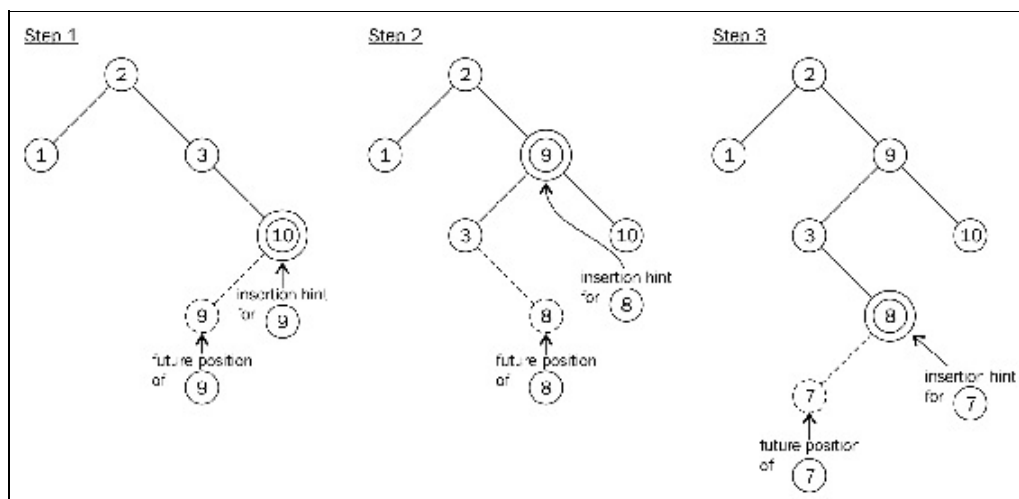 Step 1
2
1
3
10
9
insertion hint
for 9
future position
of 9
Step 2
2
1
9
3
10
8
insertion hint
for 8
future position
of 8
Step 3
2
1
9
3
10
8
7
insertion hint
for 7
future position
of 7